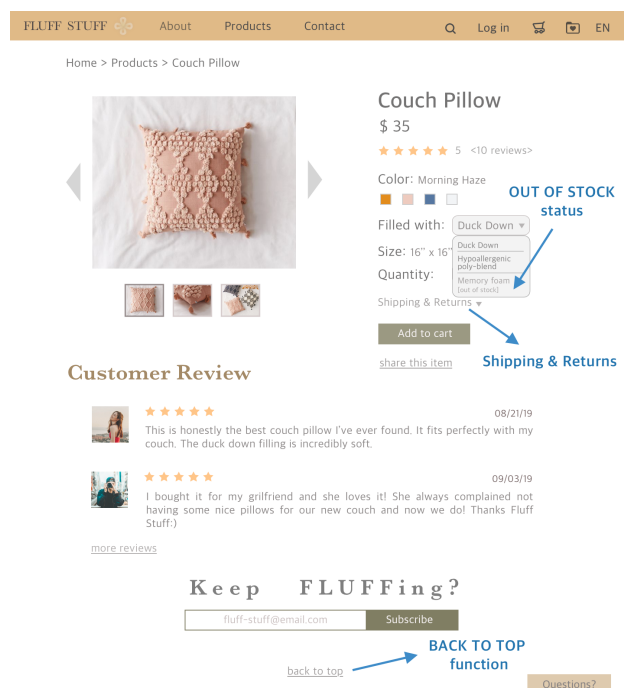 FLUFF STUFF About Products Contact Log in EN
Home > Products > Couch Pillow
Couch Pillow
$ 35
5 <10 reviews>
Color: Morning Haze
OUT OF STOCK
status
Filled with: Duck Down
Duck Down
Hypoallergenic
poly-blend
Memory foam
[out of stock]
Size: 16” x 16”
Quantity:
Shipping & Returns
Add to cart
share this item
Shipping & Returns
Customer Review
08/21/19
This is honestly the best couch pillow I've ever found. It fits perfectly with my
couch. The duck down filling is incredibly soft.
09/03/19
I bought it for my grilfriend and she loves it! She always complained not
having some nice pillows for our new couch and now we do! Thanks Fluff
Stuff:)
more reviews
Keep FLUFFing?
fluff-stuff@email.com Subscribe
BACK TO TOP
function
back to top
Questions?